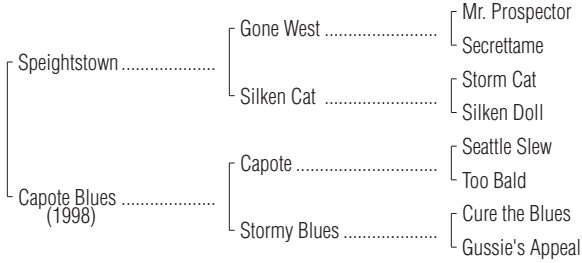 Mr. Prospector
Gone West ........................
Secrettame
Speightstown ....................
Storm Cat
Silken Cat ........................
Silken Doll
Seattle Slew
Capote ..............................
Too Bald
Capote Blues ....................
(1998)
Cure the Blues
Stormy Blues ....................
Gussie's Appeal